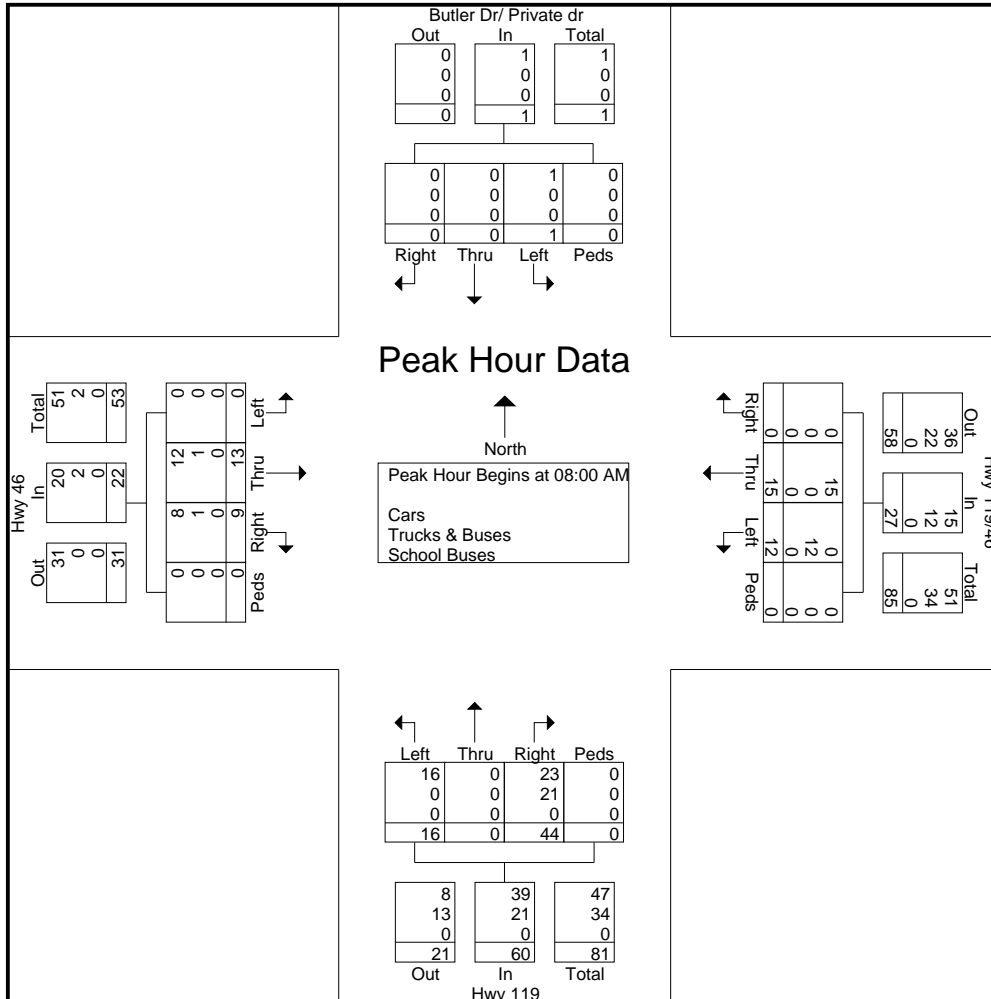 Butler Dr/ Private dr
Out In Total
0 1 1
0 0 0
0 0 0
0 1 1
0 0 1 0
0 0 0 0
0 0 0 0
0 0 1 0
Right Thru Left Peds
Peak Hour Data
North
Peak Hour Begins at 08:00 AM
Cars
Trucks & Buses
School Buses
Hwy 46
Out In Total
31 20 51
0 2 2
0 0 0
31 22 53
Peds Right Thru Left
0 8 12 0
0 1 1 0
0 0 0 0
0 9 13 0
Hwy 119/46
Out In Total
36 15 51
22 12 34
0 0 0
58 27 85
Right Thru Left Peds
0 15 0 0
0 0 12 0
0 0 0 0
0 15 12 0
Left Thru Right Peds
16 0 23 0
0 0 21 0
0 0 0 0
16 0 44 0
8 39 47
13 21 34
0 0 0
21 60 81
Out In Total
Hwy 119